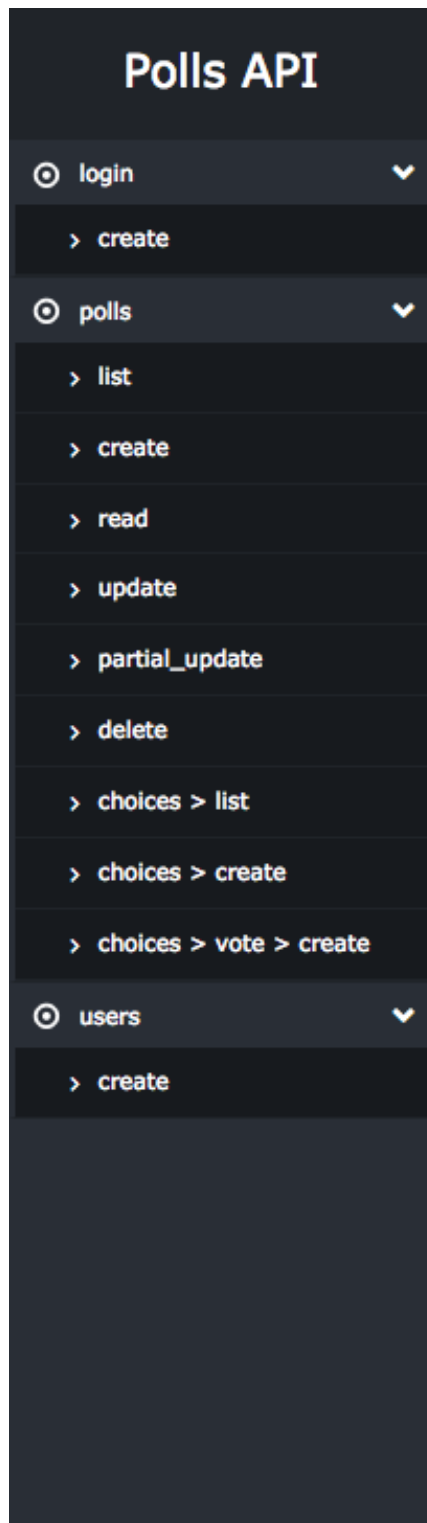 Polls API
login
create
polls
list
create
read
update
partial_update
delete
choices > list
choices > create
choices > vote > create
users
create